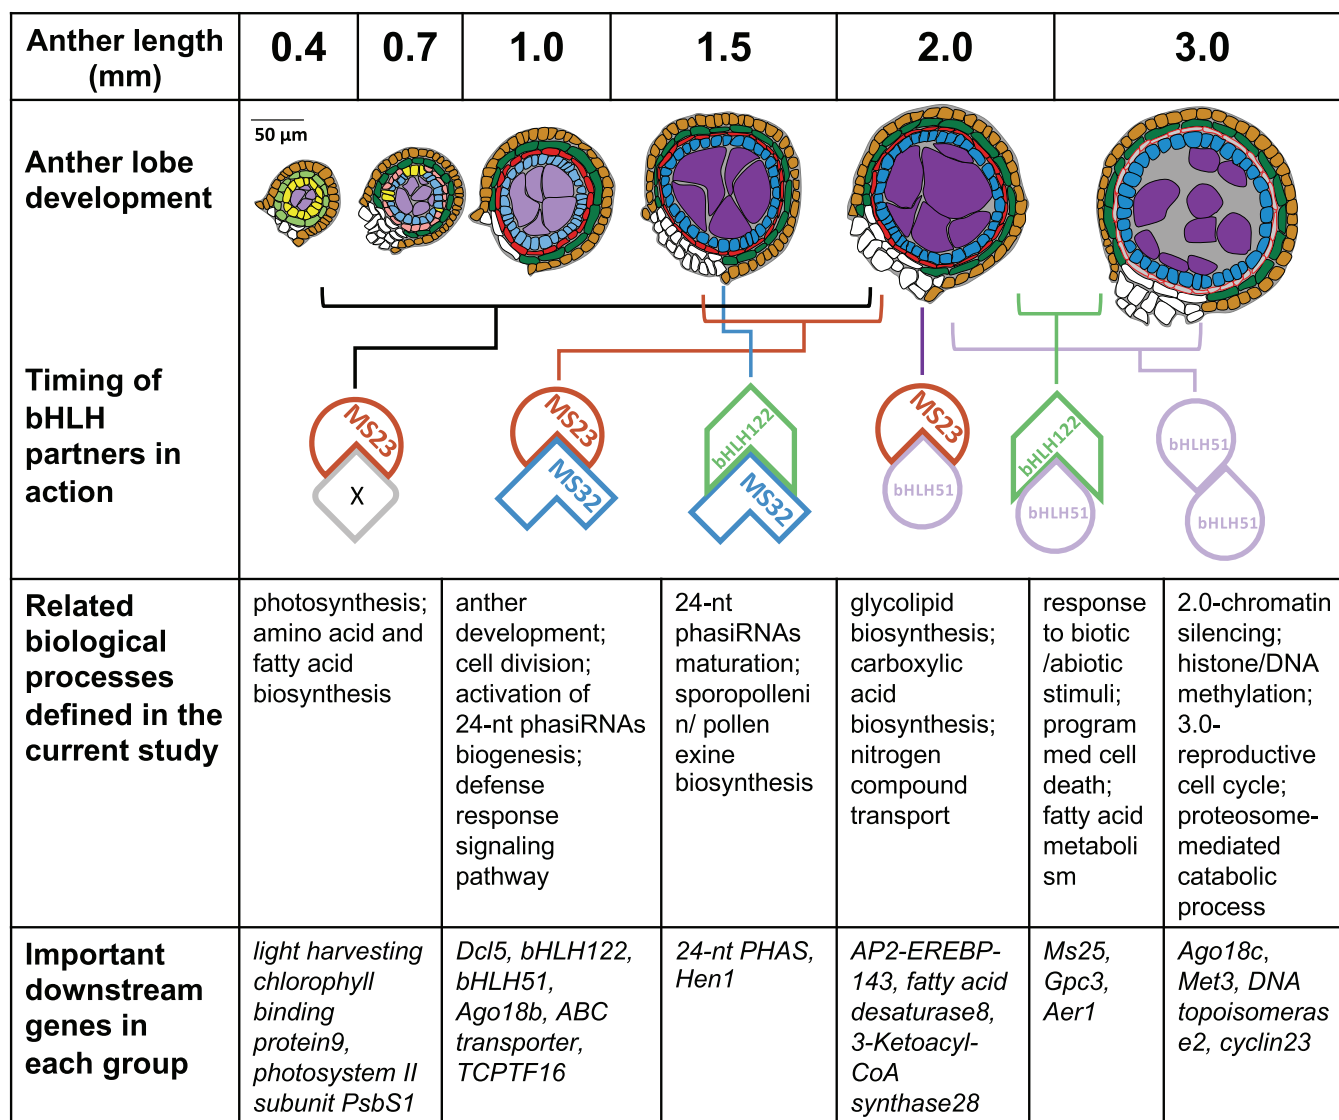 Anther length
(mm)
0.4
0.7
1.0
1.5
2.0
3.0
Anther lobe
development
50 μm
Timing of
bHLH
partners in
action
MS23
X
MS23
MS32
bHLH122
MS32
MS23
bHLH51
bHLH122
bHLH51
bHLH51
bHLH51
Related
biological
processes
defined in the
current study
photosynthesis;
amino acid and
fatty acid
biosynthesis
anther
development;
cell division;
activation of
24-nt phasiRNAs
biogenesis;
defense
response
signaling
pathway
24-nt
phasiRNAs
maturation;
sporopolleni
n/ pollen
exine
biosynthesis
glycolipid
biosynthesis;
carboxylic
acid
biosynthesis;
nitrogen
compound
transport
response
to biotic
/abiotic
stimuli;
program
med cell
death;
fatty acid
metaboli
sm
2.0-chromatin
silencing;
histone/DNA
methylation;
3.0-
reproductive
cell cycle;
proteosome-
mediated
catabolic
process
Important
downstream
genes in
each group
light harvesting
chlorophyll
binding
protein9,
photosystem II
subunit PsbS1
Dcl5, bHLH122,
bHLH51,
Ago18b, ABC
transporter,
TCPTF16
24-nt PHAS,
Hen1
AP2-EREBP-
143, fatty acid
desaturase8,
3-Ketoacyl-
CoA
synthase28
Ms25,
Gpc3,
Aer1
Ago18c,
Met3, DNA
topoisomeras
e2, cyclin23